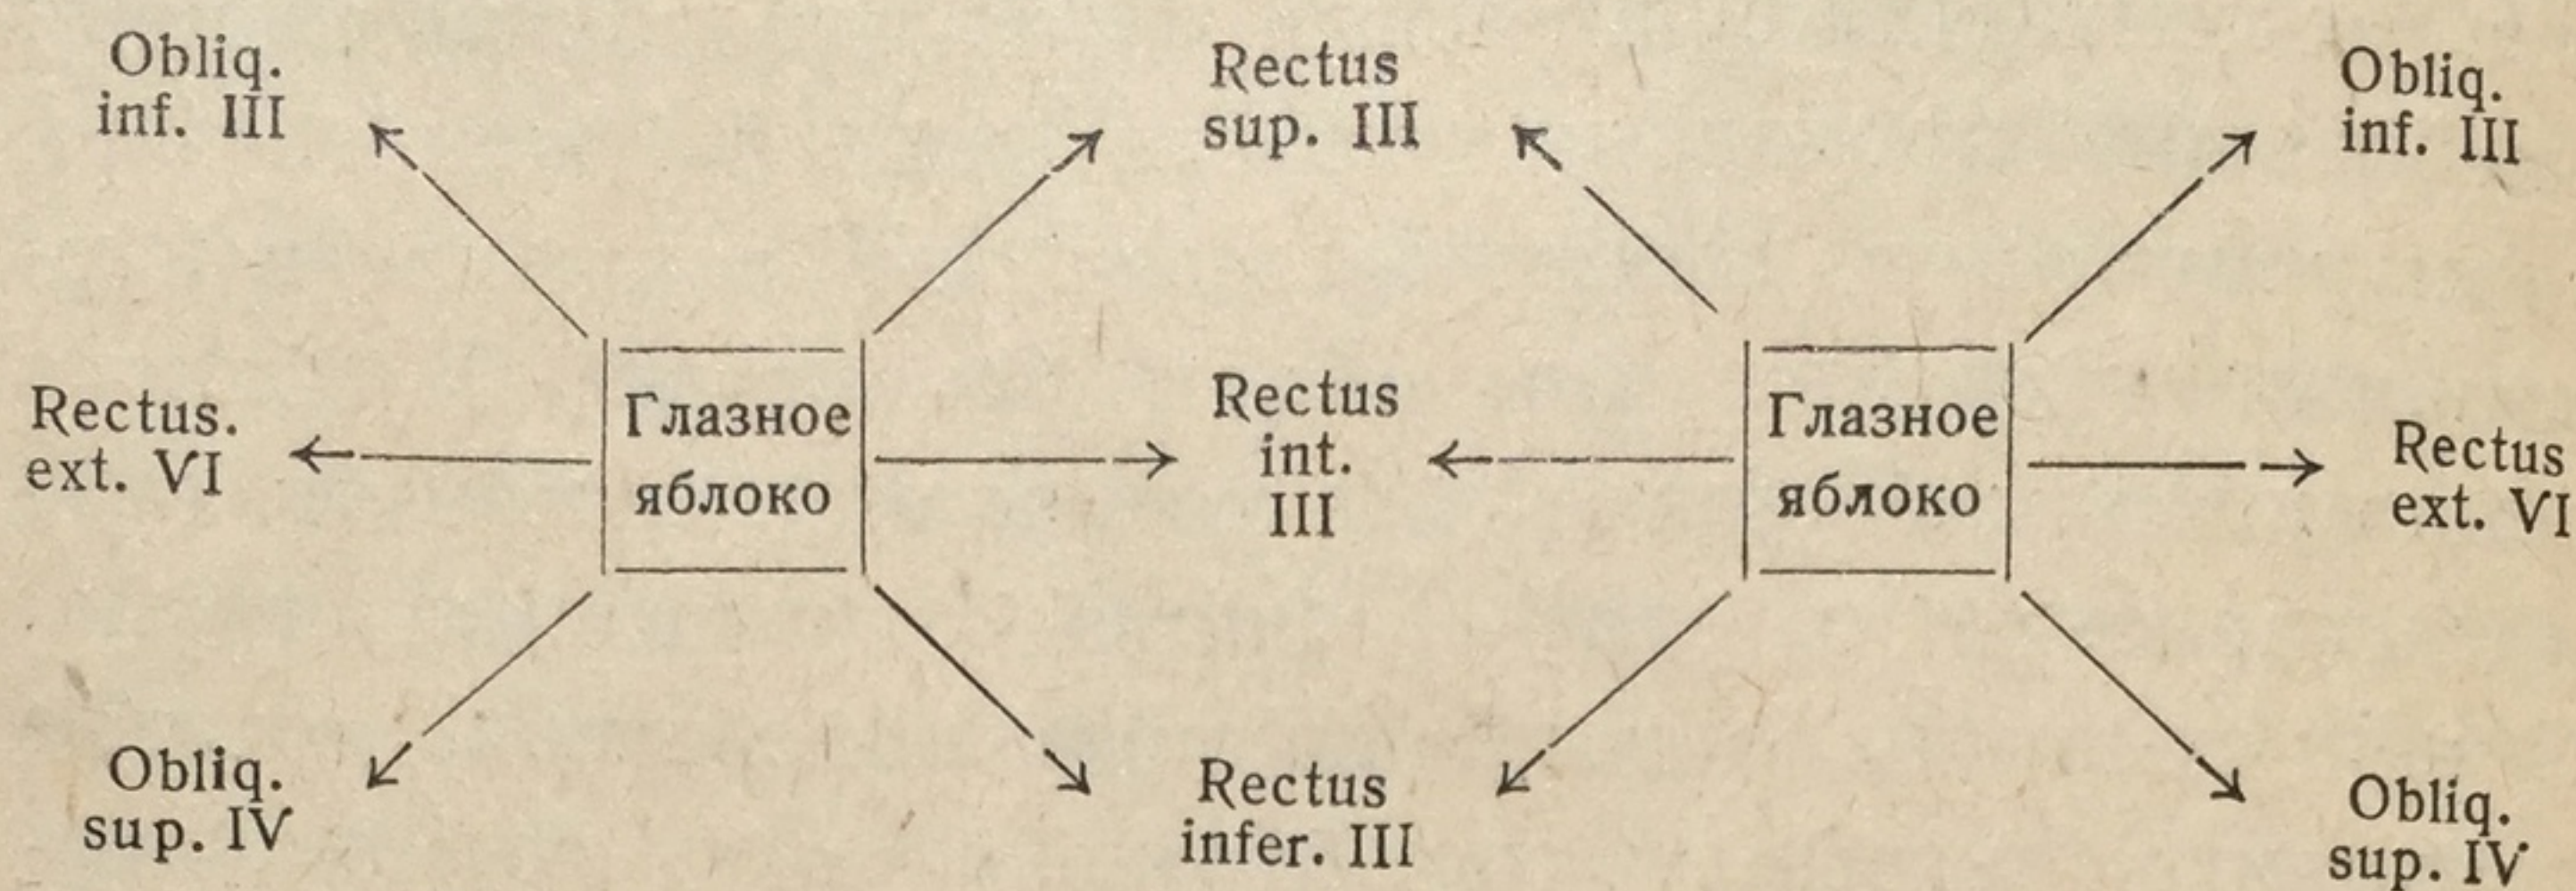 Obliq.
inf. III
Rectus
sup. III
Obliq.
inf. III
Rectus.
ext. VI
Глазное
яблоко
Rectus
int.
III
Глазное
яблоко
Rectus
ext. VI
Obliq.
sup. IV
Rectus
infer. III
Obliq.
sup. IV